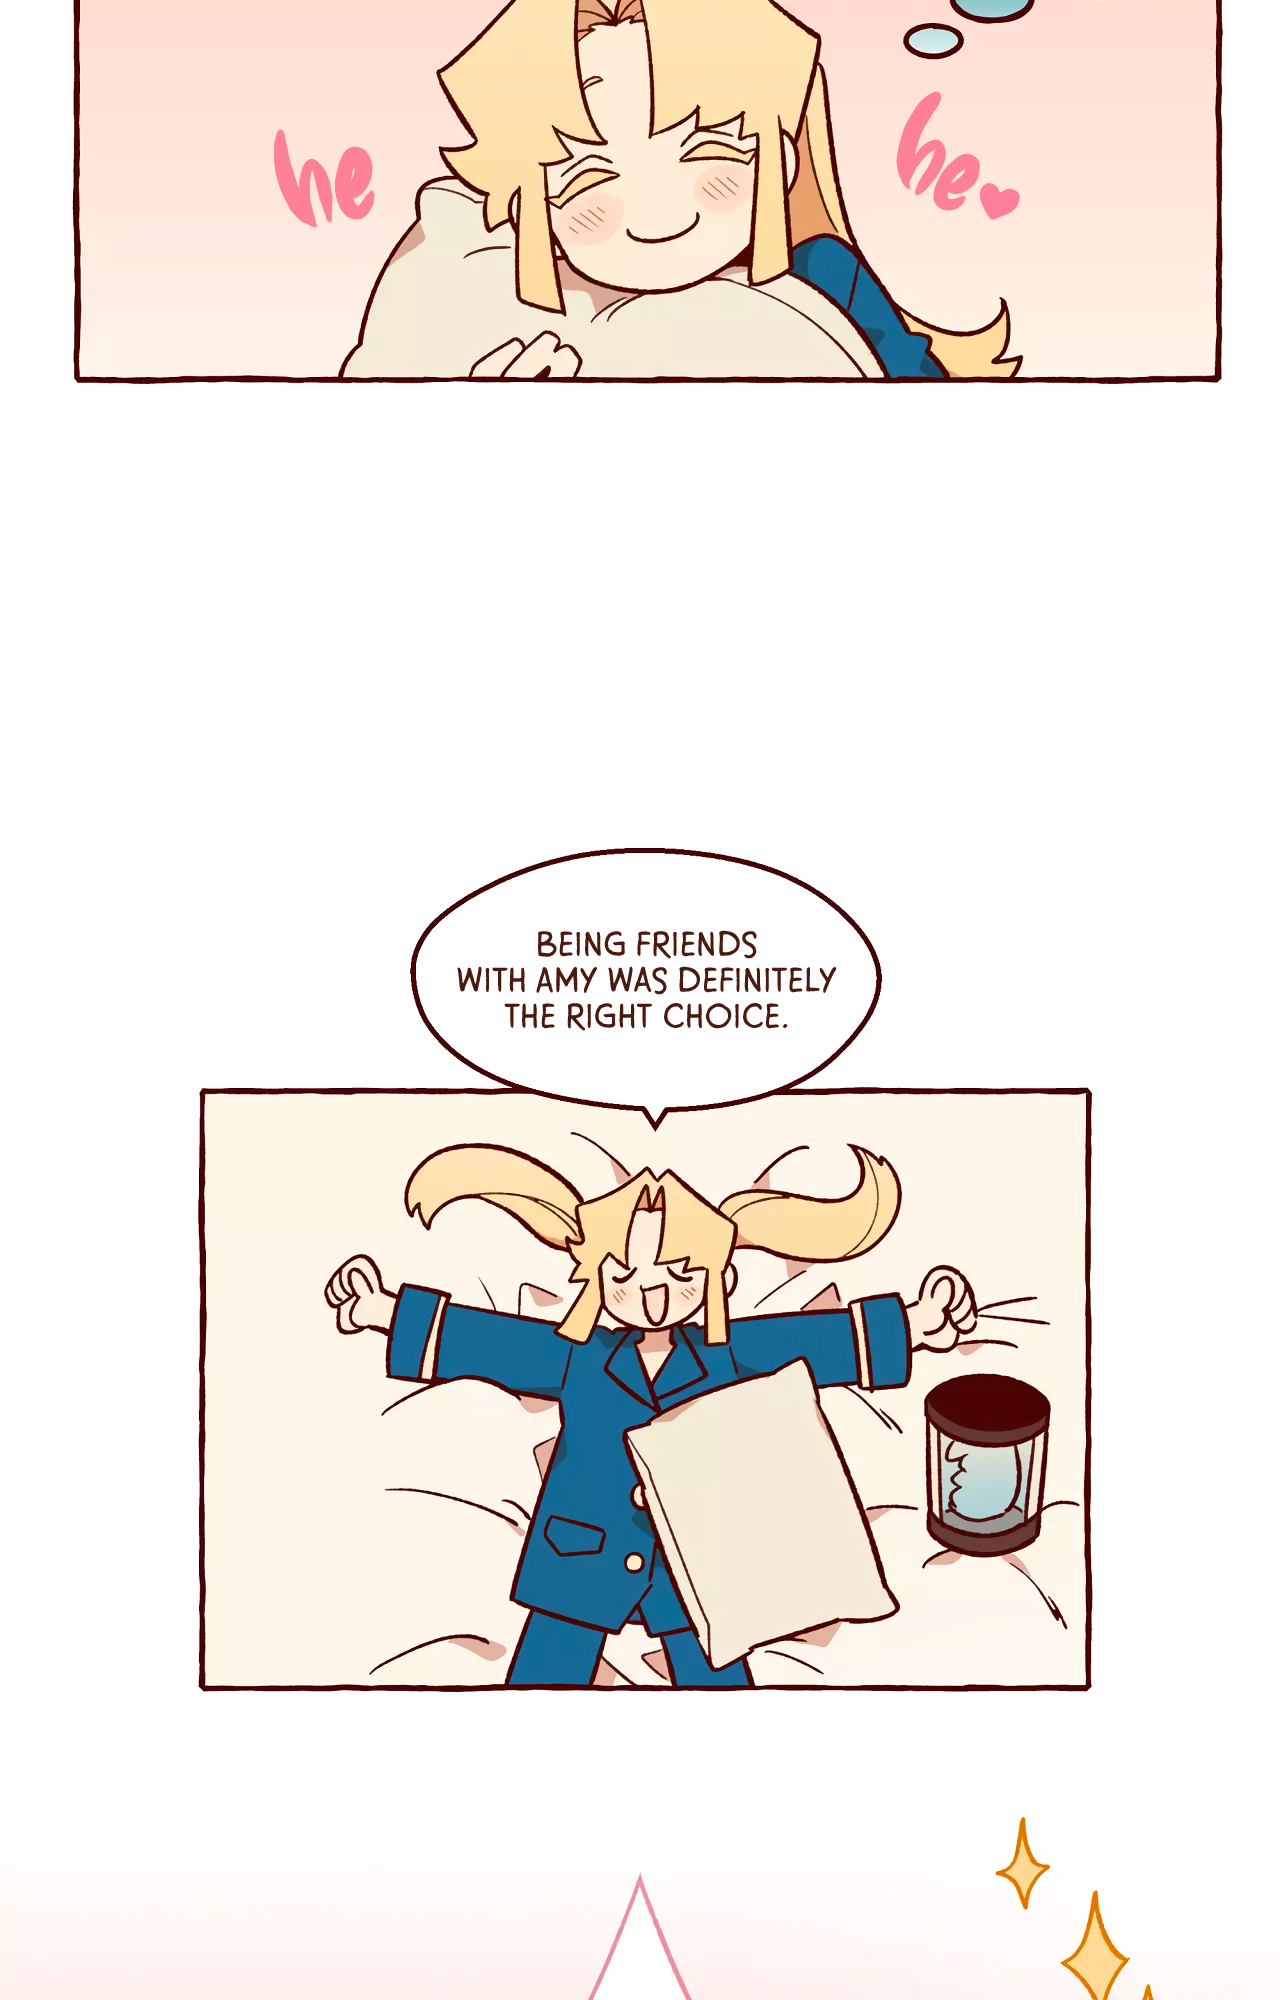 he
he♥
BEING FRIENDS
WITH AMY WAS DEFINITELY
THE RIGHT CHOICE.